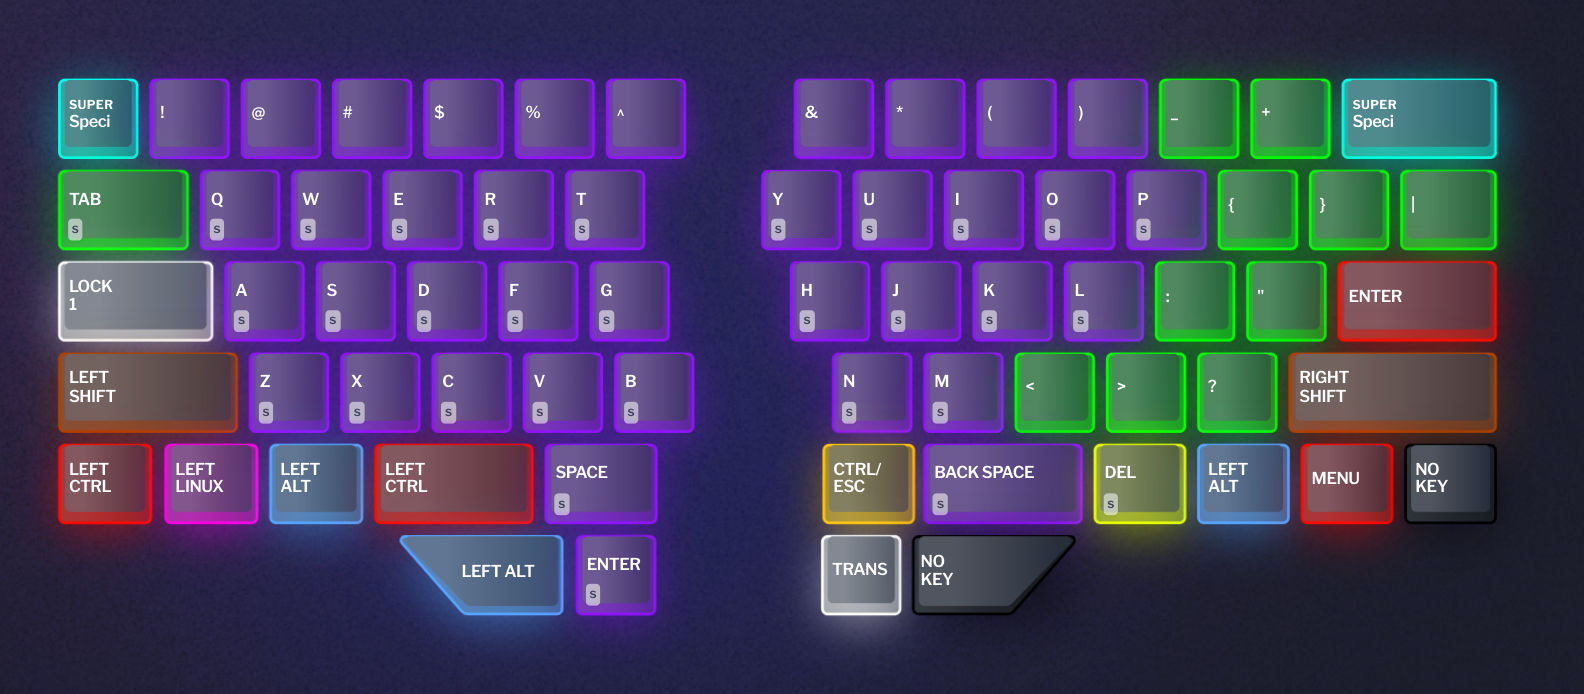 SUPER
Speci
!
@
#
$
%
^
&
*
(
)
_
+
SUPER
Speci
TAB
s
Q
s
W
s
E
s
R
s
T
s
Y
s
U
s
I
s
O
s
P
s
{
}
|
LOCK
1
A
s
S
s
D
s
F
s
G
s
H
s
J
s
K
s
L
s
:
"
ENTER
LEFT
SHIFT
Z
s
X
s
C
s
V
s
B
s
N
s
M
s
<
>
?
RIGHT
SHIFT
LEFT
CTRL
LEFT
LINUX
LEFT
ALT
LEFT
CTRL
SPACE
s
CTRL/
ESC
BACK SPACE
s
DEL
s
LEFT
ALT
MENU
NO
KEY
LEFT ALT
ENTER
s
TRANS
NO
KEY